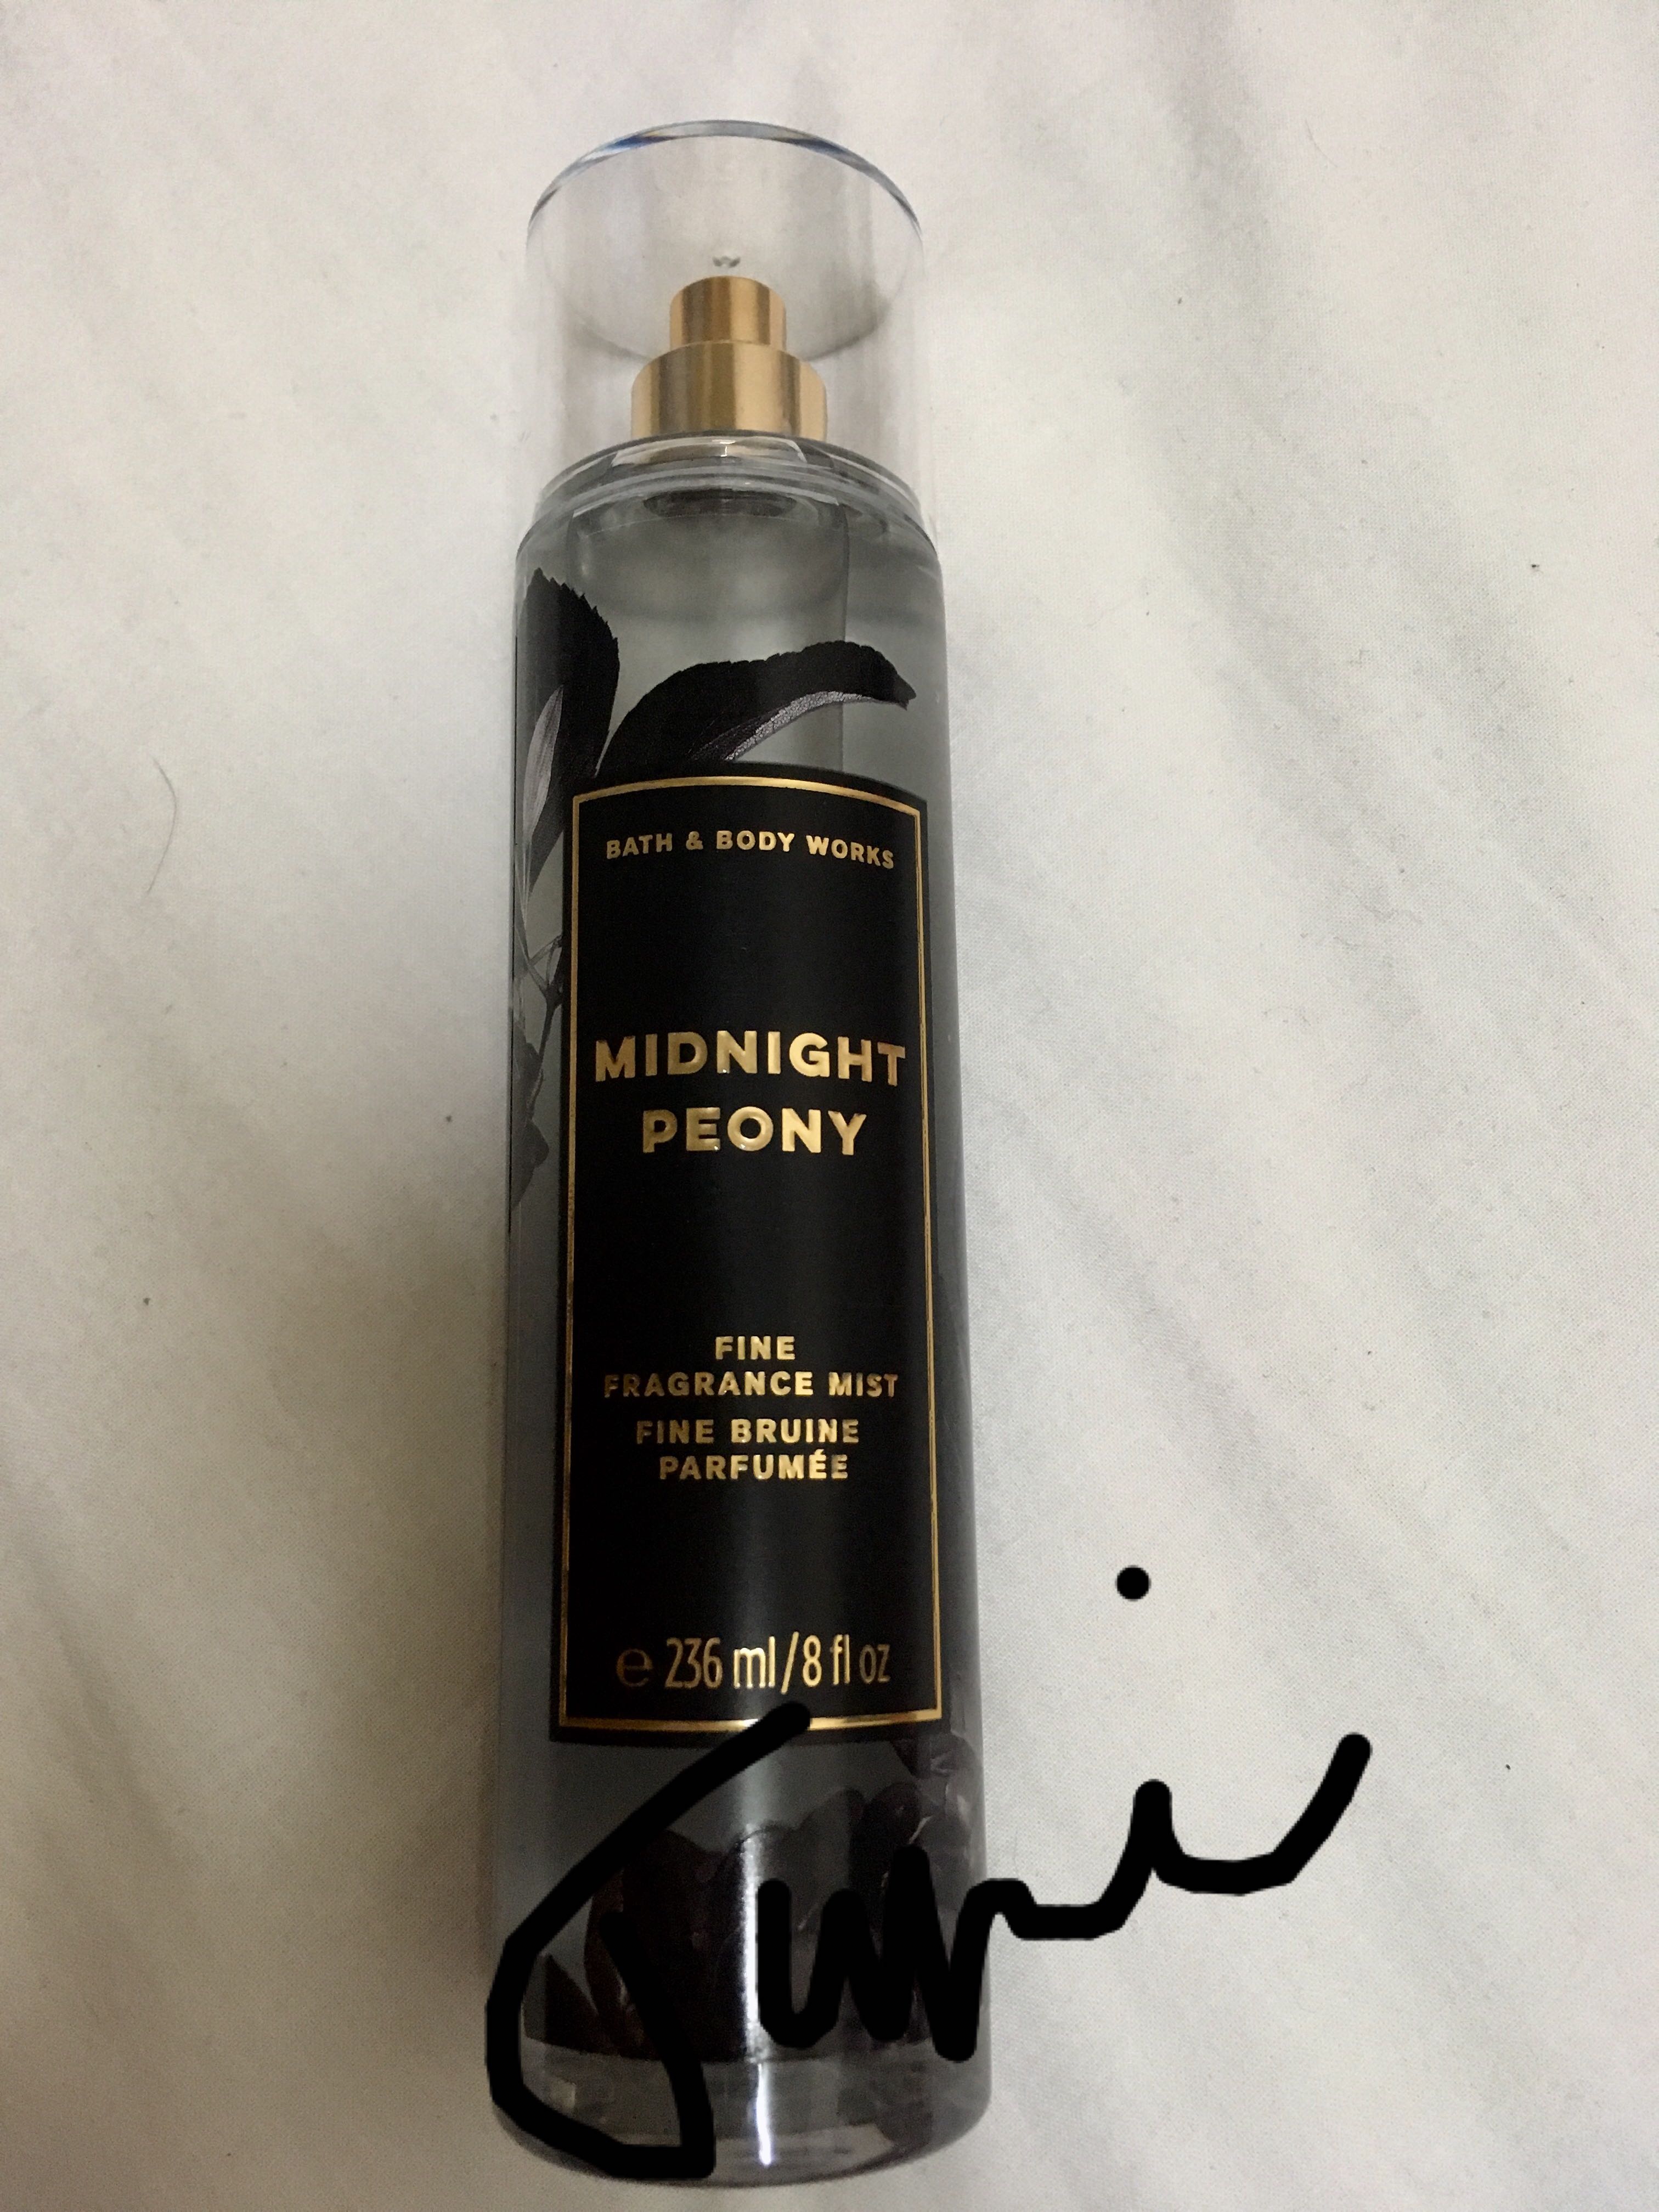 BATH & BODY WORKS
MIDNIGHT
PEONY
FINE
FRAGRANCE MIST
FINE BRUINE
PARFUMÉE
℮ 236 ml/8 fl oz